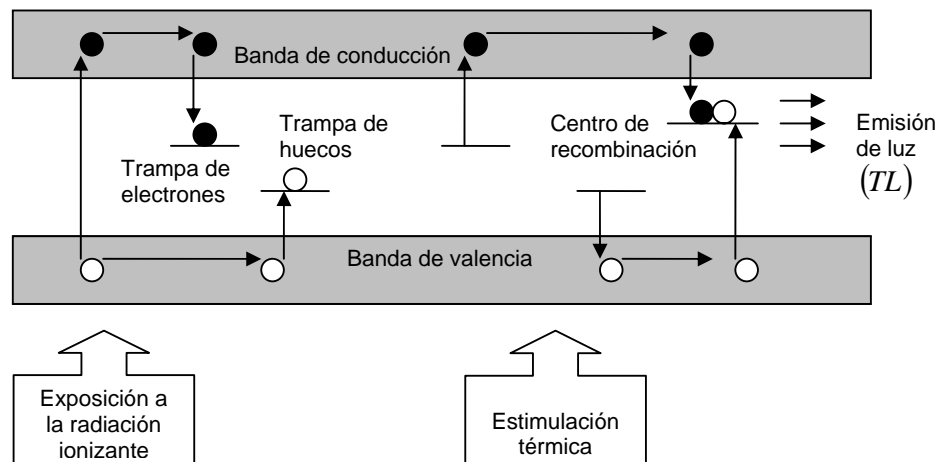 Banda de conducción
Trampa de
electrones
Trampa de
huecos
Centro de
recombinación
Emisión
de luz
(TL)
Banda de valencia
Exposición a
la radiación
ionizante
Estimulación
térmica